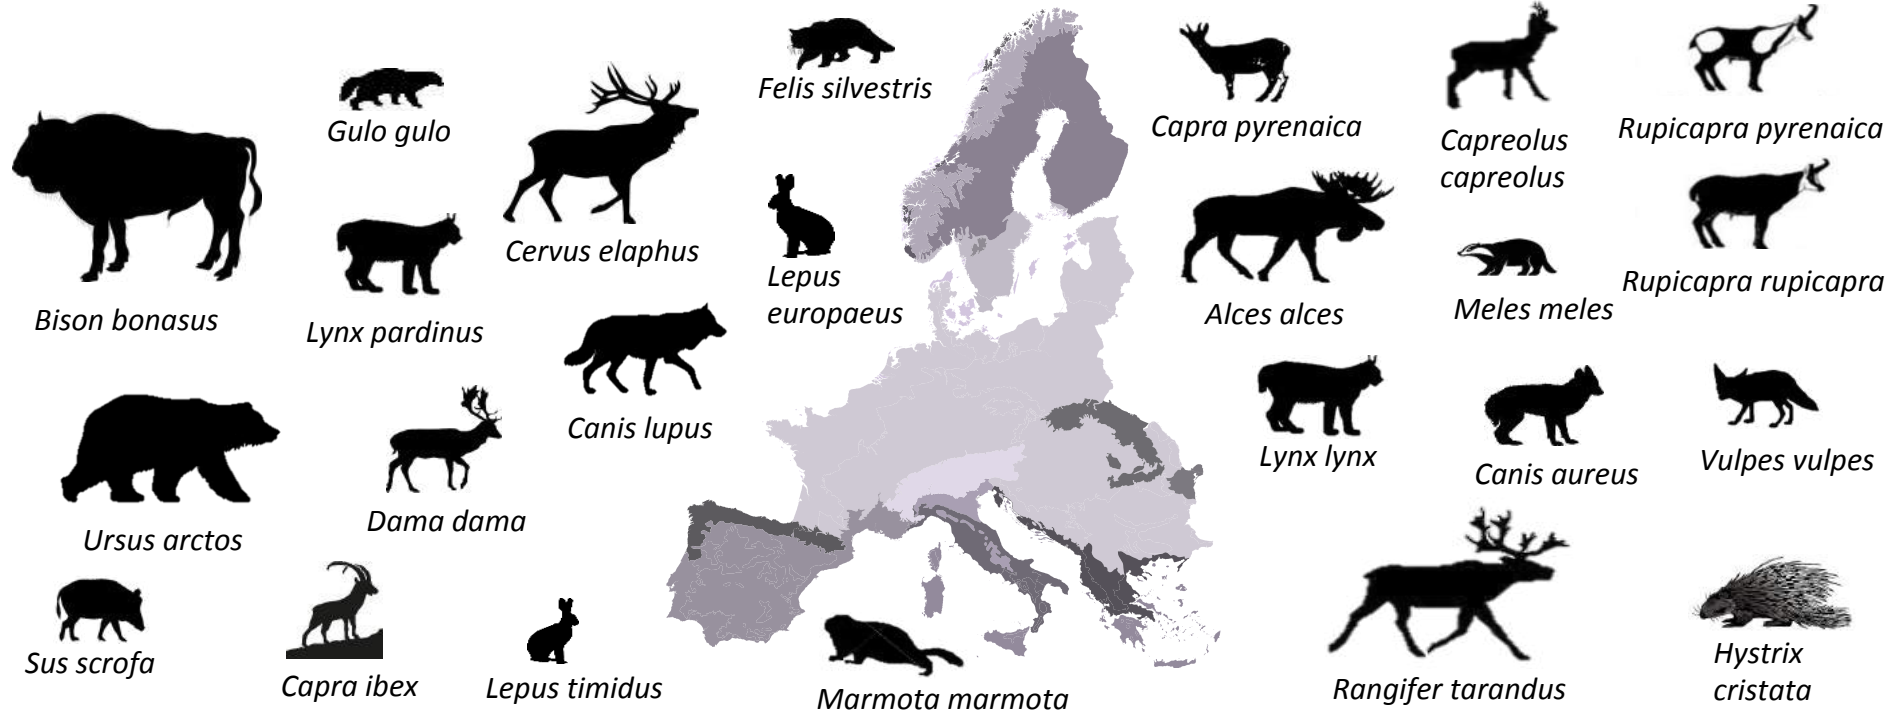 Felis silvestris
Gulo gulo
Capra pyrenaica
Capreolus
capreolus
Rupicapra pyrenaica
Cervus elaphus
Lepus
europaeus
Bison bonasus
Lynx pardinus
Alces alces
Meles meles
Rupicapra rupicapra
Canis lupus
Lynx lynx
Canis aureus
Vulpes vulpes
Ursus arctos
Dama dama
Sus scrofa
Capra ibex
Lepus timidus
Marmota marmota
Rangifer tarandus
Hystrix
cristata